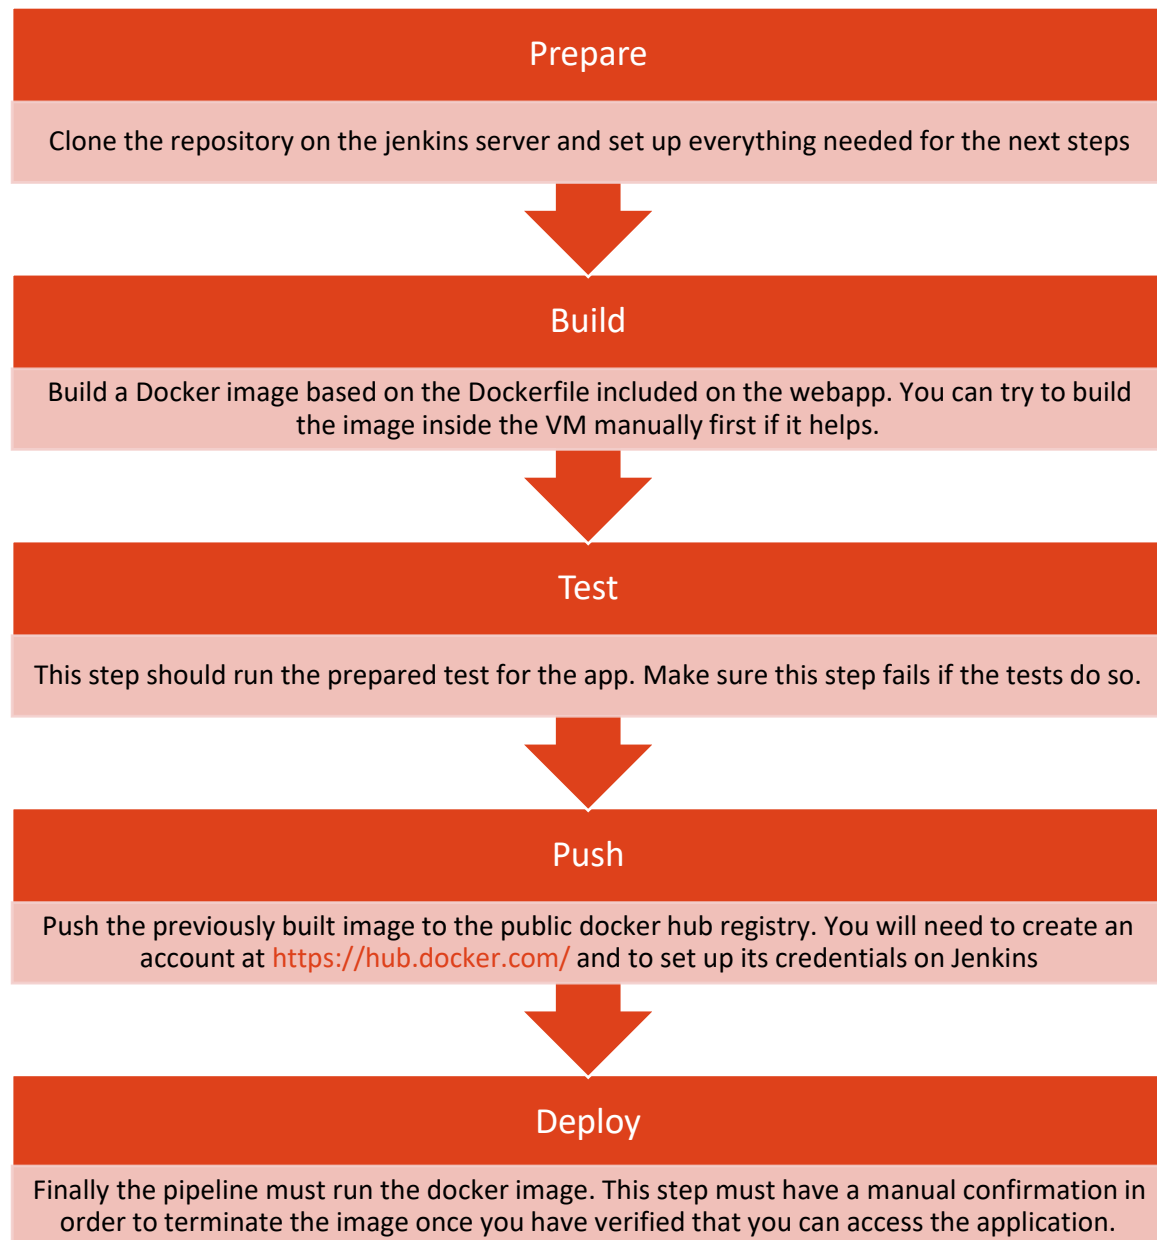 Prepare
Clone the repository on the jenkins server and set up everything needed for the next steps
Build
Build a Docker image based on the Dockerfile included on the webapp. You can try to build
the image inside the VM manually first if it helps.
Test
This step should run the prepared test for the app. Make sure this step fails if the tests do so.
Push
Push the previously built image to the public docker hub registry. You will need to create an
account at https://hub.docker.com/ and to set up its credentials on Jenkins
Deploy
Finally the pipeline must run the docker image. This step must have a manual confirmation in
order to terminate the image once you have verified that you can access the application.